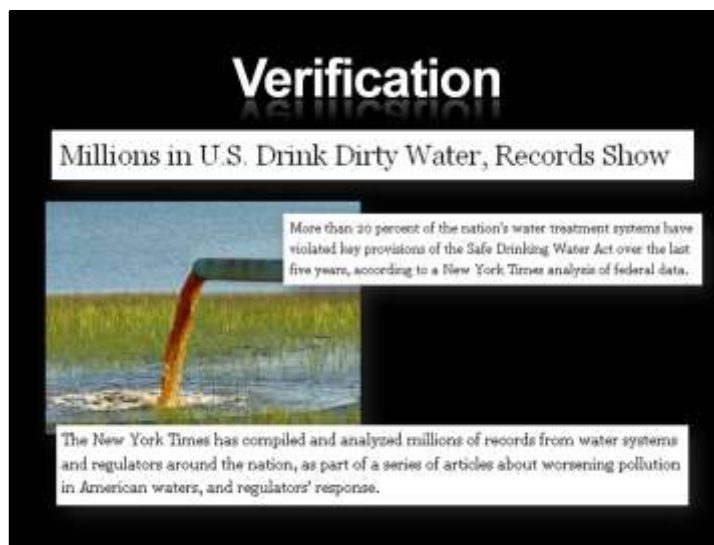 Verification
Millions in U.S. Drink Dirty Water, Records Show
More than 20 percent of the nation's water treatment systems have
violated key provisions of the Safe Drinking Water Act over the last
five years, according to a New York Times analysis of federal data.
The New York Times has compiled and analyzed millions of records from water systems
and regulators around the nation, as part of a series of articles about worsening pollution
in American waters, and regulators' response.